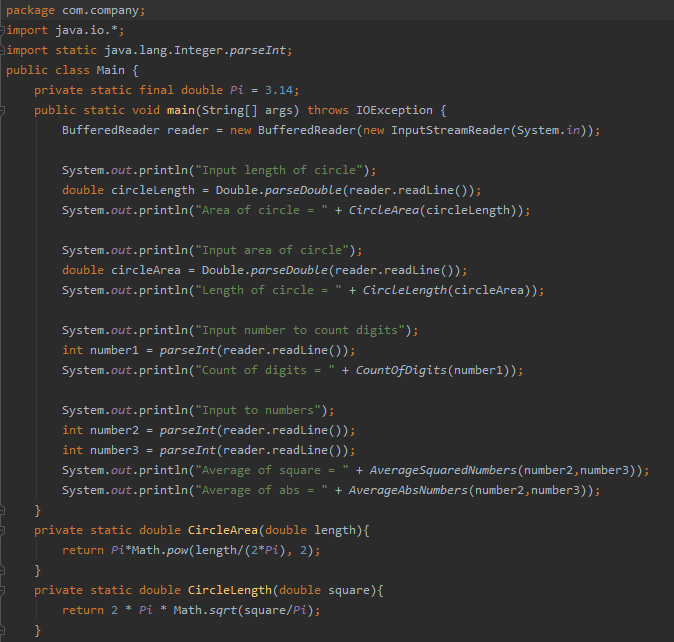 package com.company;
import java.io.*;
import static java.lang.Integer.parseInt;
public class Main {
    private static final double Pi = 3.14;
    public static void main(String[] args) throws IOException {
        BufferedReader reader = new BufferedReader(new InputStreamReader(System.in));

        System.out.println("Input length of circle");
        double circleLength = Double.parseDouble(reader.readLine());
        System.out.println("Area of circle = " + CircleArea(circleLength));

        System.out.println("Input area of circle");
        double circleArea = Double.parseDouble(reader.readLine());
        System.out.println("Length of circle = " + CircleLength(circleArea));

        System.out.println("Input number to count digits");
        int number1 = parseInt(reader.readLine());
        System.out.println("Count of digits = " + CountOfDigits(number1));

        System.out.println("Input to numbers");
        int number2 = parseInt(reader.readLine());
        int number3 = parseInt(reader.readLine());
        System.out.println("Average of square = " + AverageSquaredNumbers(number2,number3));
        System.out.println("Average of abs = " + AverageAbsNumbers(number2,number3));
    }
    private static double CircleArea(double length){
        return Pi*Math.pow(length/(2*Pi), 2);
    }
    private static double CircleLength(double square){
        return 2 * Pi * Math.sqrt(square/Pi);
    }